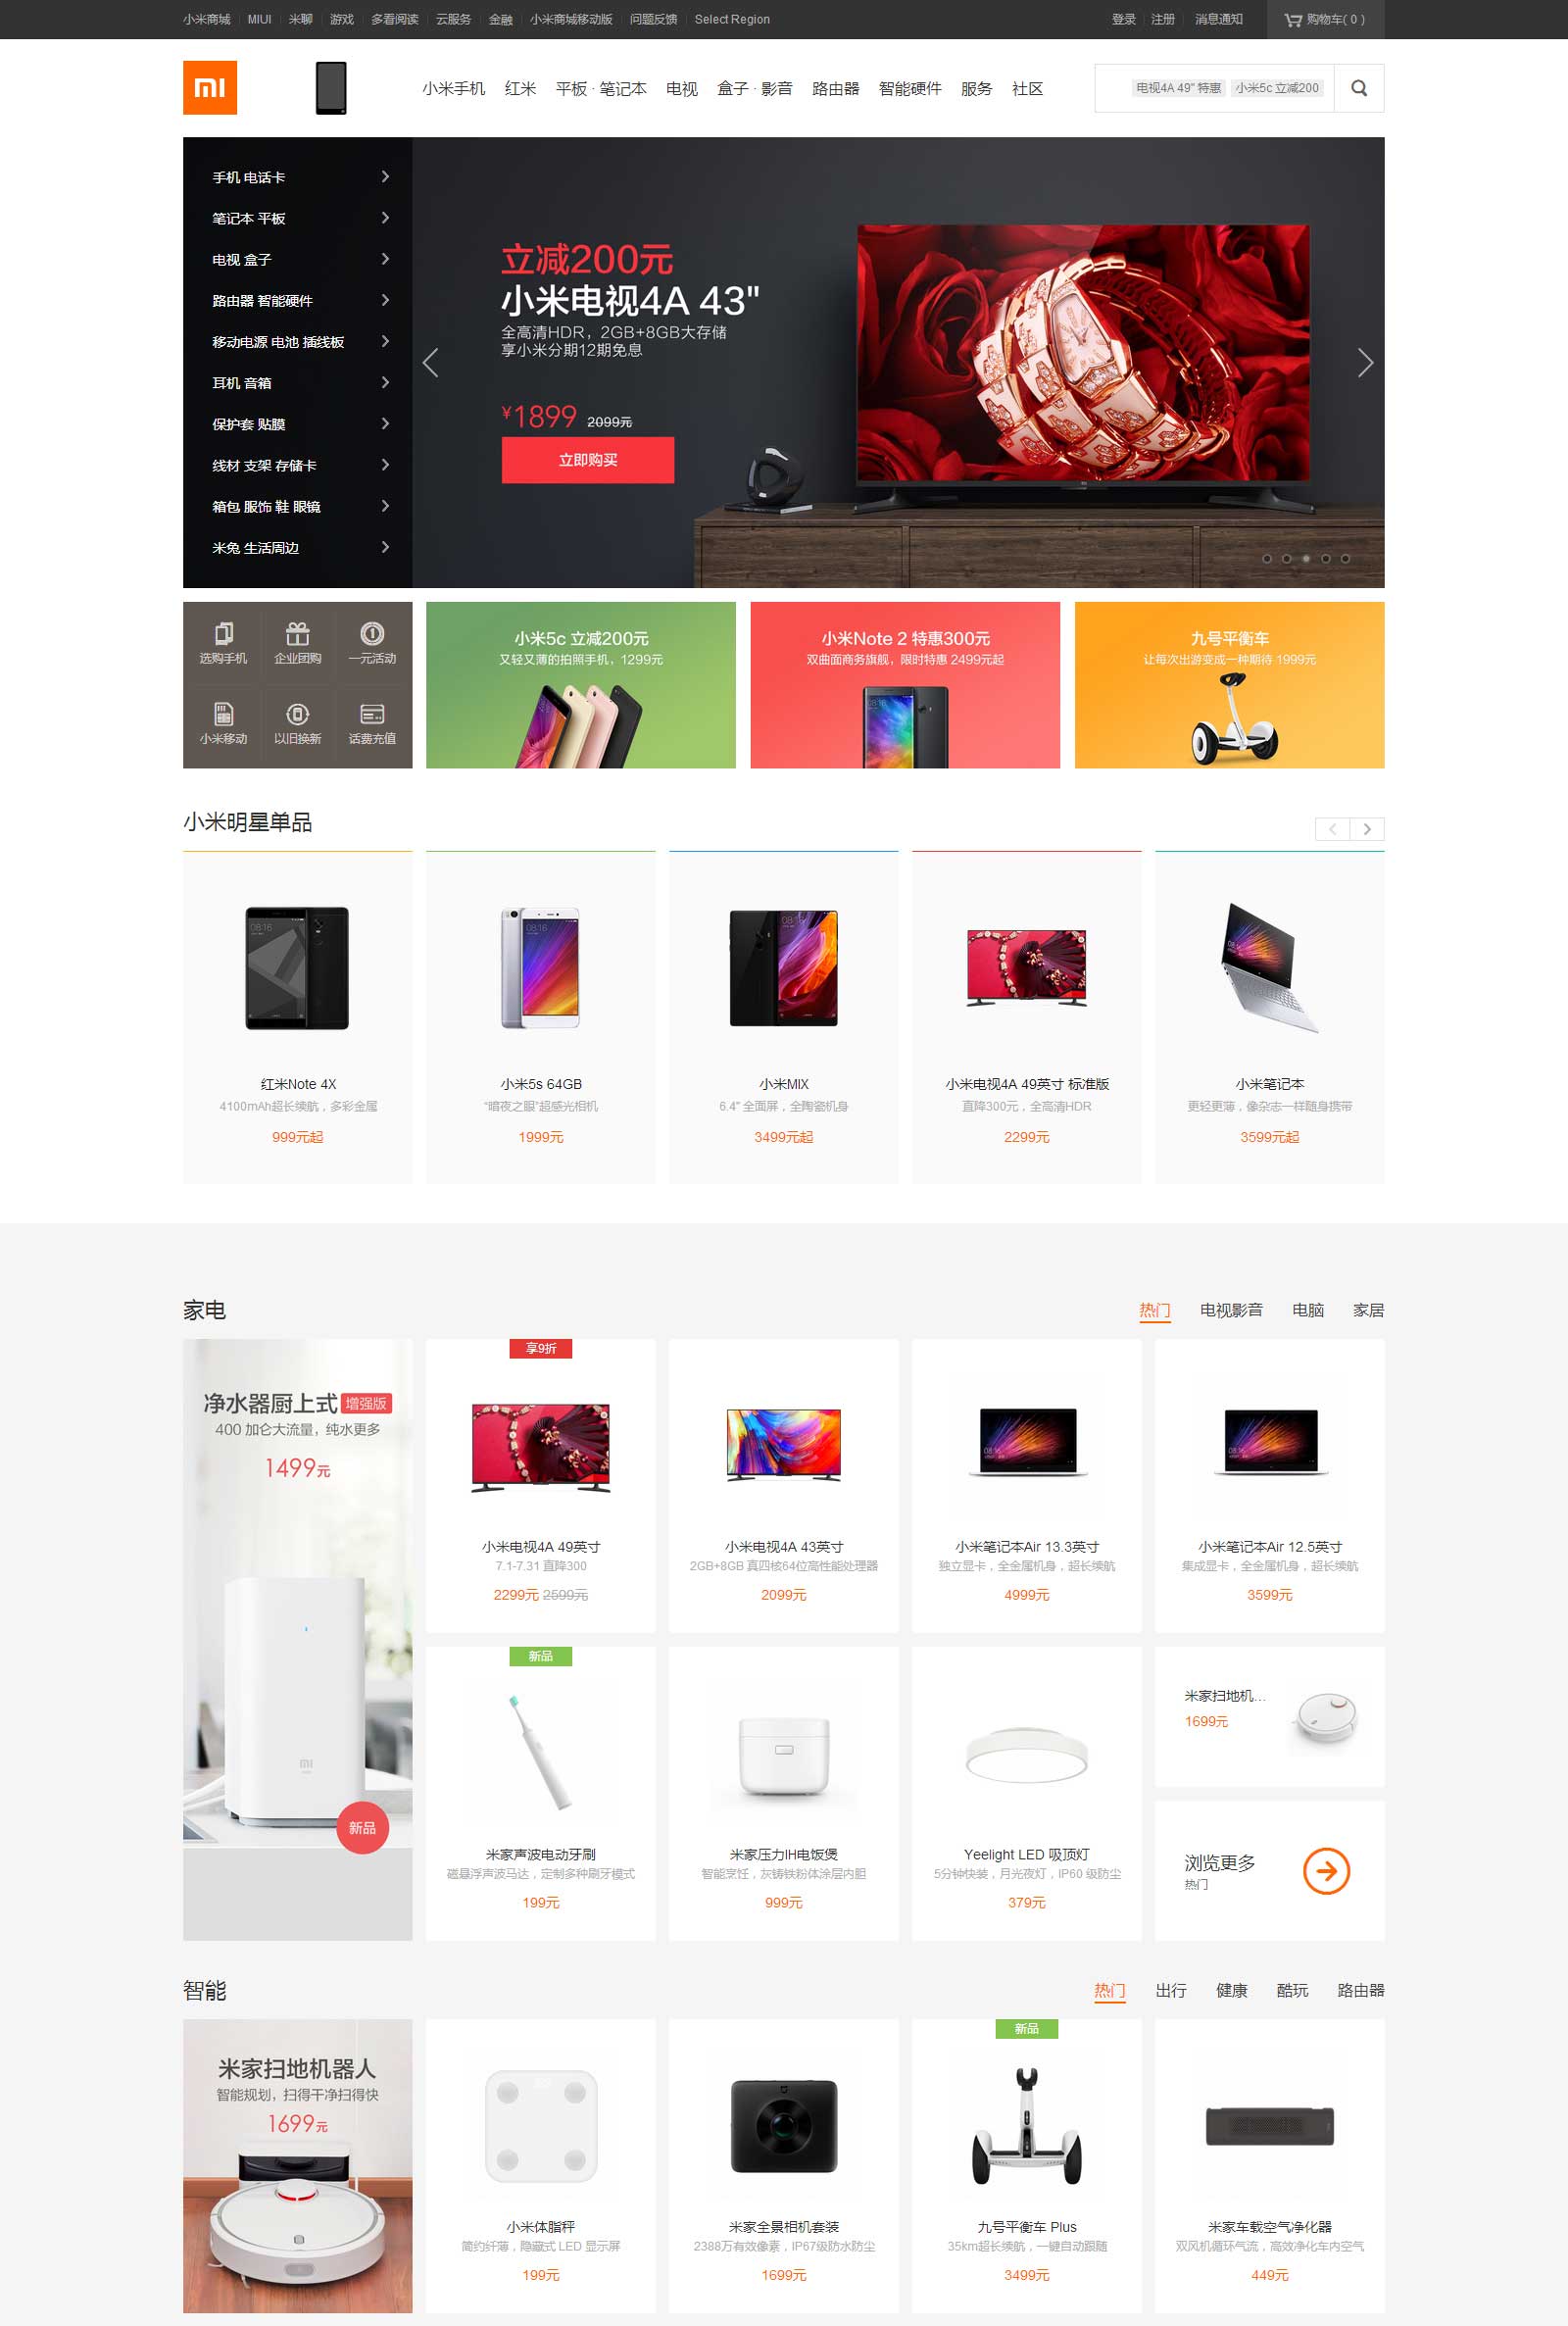 小米商城 MIUI 米聊 游戏 多看阅读 云服务 金融 小米商城移动版 问题反馈 Select Region 登录 注册 消息通知 购物车( 0 )
mi 小米手机 红米 平板 · 笔记本 电视 盒子 · 影音 路由器 智能硬件 服务 社区 电视4A 49" 特惠 小米5c 立减200
手机 电话卡
笔记本 平板
电视 盒子
路由器 智能硬件
移动电源 电池 插线板
耳机 音箱
保护套 贴膜
线材 支架 存储卡
箱包 服饰 鞋 眼镜
米兔 生活周边
立减200元
小米电视4A 43"
全高清HDR，2GB+8GB大存储
享小米分期12期免息
¥1899 2099元
立即购买
选购手机 企业团购 一元活动
小米移动 以旧换新 话费充值
小米5c 立减200元
又轻又薄的拍照手机，1299元
小米Note 2 特惠300元
双曲面商务旗舰，限时特惠 2499元起
九号平衡车
让每次出游变成一种期待 1999元
小米明星单品
红米Note 4X
4100mAh超长续航，多彩金属
999元起
小米5s 64GB
“暗夜之眼”超感光相机
1999元
小米MIX
6.4" 全面屏，全陶瓷机身
3499元起
小米电视4A 49英寸 标准版
直降300元，全高清HDR
2299元
小米笔记本
更轻更薄，像杂志一样随身携带
3599元起
家电 热门 电视影音 电脑 家居
净水器厨上式 增强版
400 加仑大流量，纯水更多
1499元
mi
新品
享9折
小米电视4A 49英寸
7.1-7.31 直降300
2299元 2599元
小米电视4A 43英寸
2GB+8GB 真四核64位高性能处理器
2099元
08:16
小米笔记本Air 13.3英寸
独立显卡，全金属机身，超长续航
4999元
08:16
小米笔记本Air 12.5英寸
集成显卡，全金属机身，超长续航
3599元
新品
米家声波电动牙刷
磁悬浮声波马达，定制多种刷牙模式
199元
米家压力IH电饭煲
智能烹饪，灰铸铁粉体涂层内胆
999元
Yeelight LED 吸顶灯
5分钟快装，月光夜灯，IP60 级防尘
379元
米家扫地机...
1699元
浏览更多
热门
智能 热门 出行 健康 酷玩 路由器
米家扫地机器人
智能规划，扫得干净扫得快
1699元
小米体脂秤
简约纤薄，隐藏式 LED 显示屏
199元
米家全景相机套装
2388万有效像素，IP67级防水防尘
1699元
新品
九号平衡车 Plus
35km超长续航，一键自动跟随
3499元
米家车载空气净化器
双风机循环气流，高效净化车内空气
449元